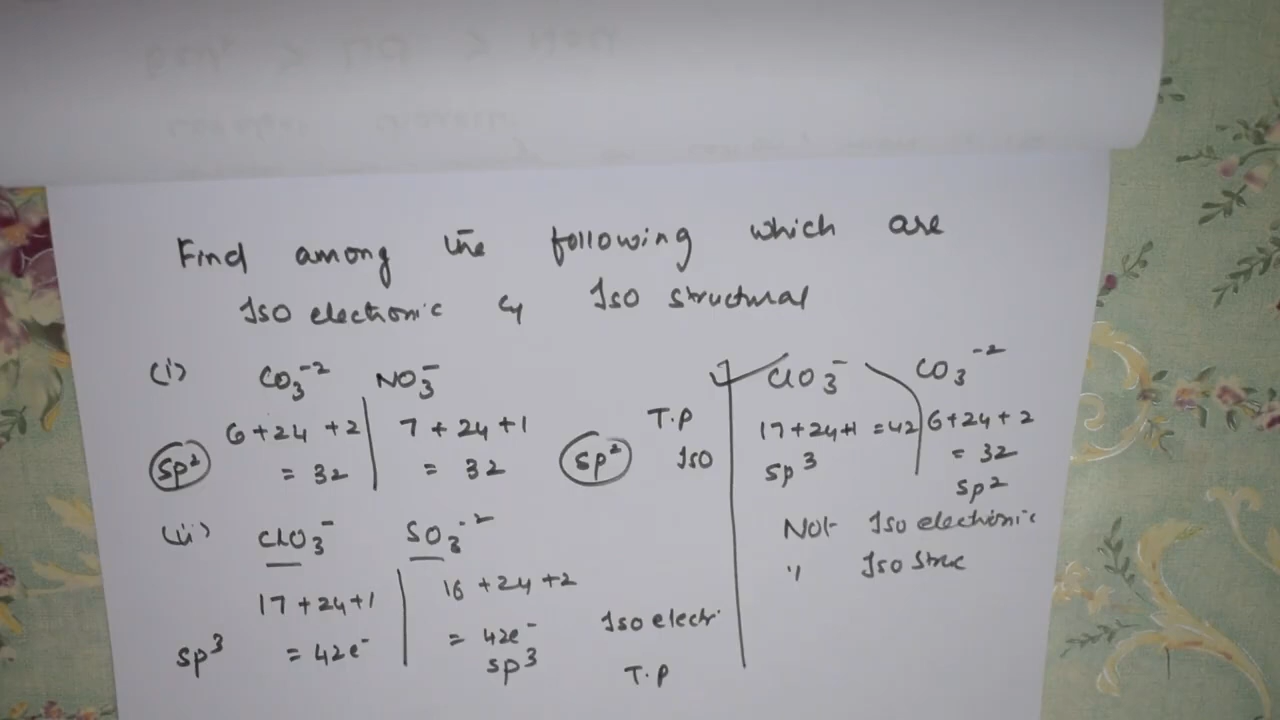 Find among the following which are
Iso electronic & Iso structural
(i) CO₃⁻² NO₃⁻
6+24+2 7+24+1 T.P
sp² = 32 = 32 sp² Iso
(ii) ClO₃⁻ SO₃⁻²
17+24+1 16+24+2
sp³ = 42e⁻ = 42e⁻ Iso electr.
sp³ T.P
ClO₃⁻ CO₃⁻²
17+24+1 = 42 6+24+2
sp³ = 32
sp²
Not Iso electronic
" Iso struc